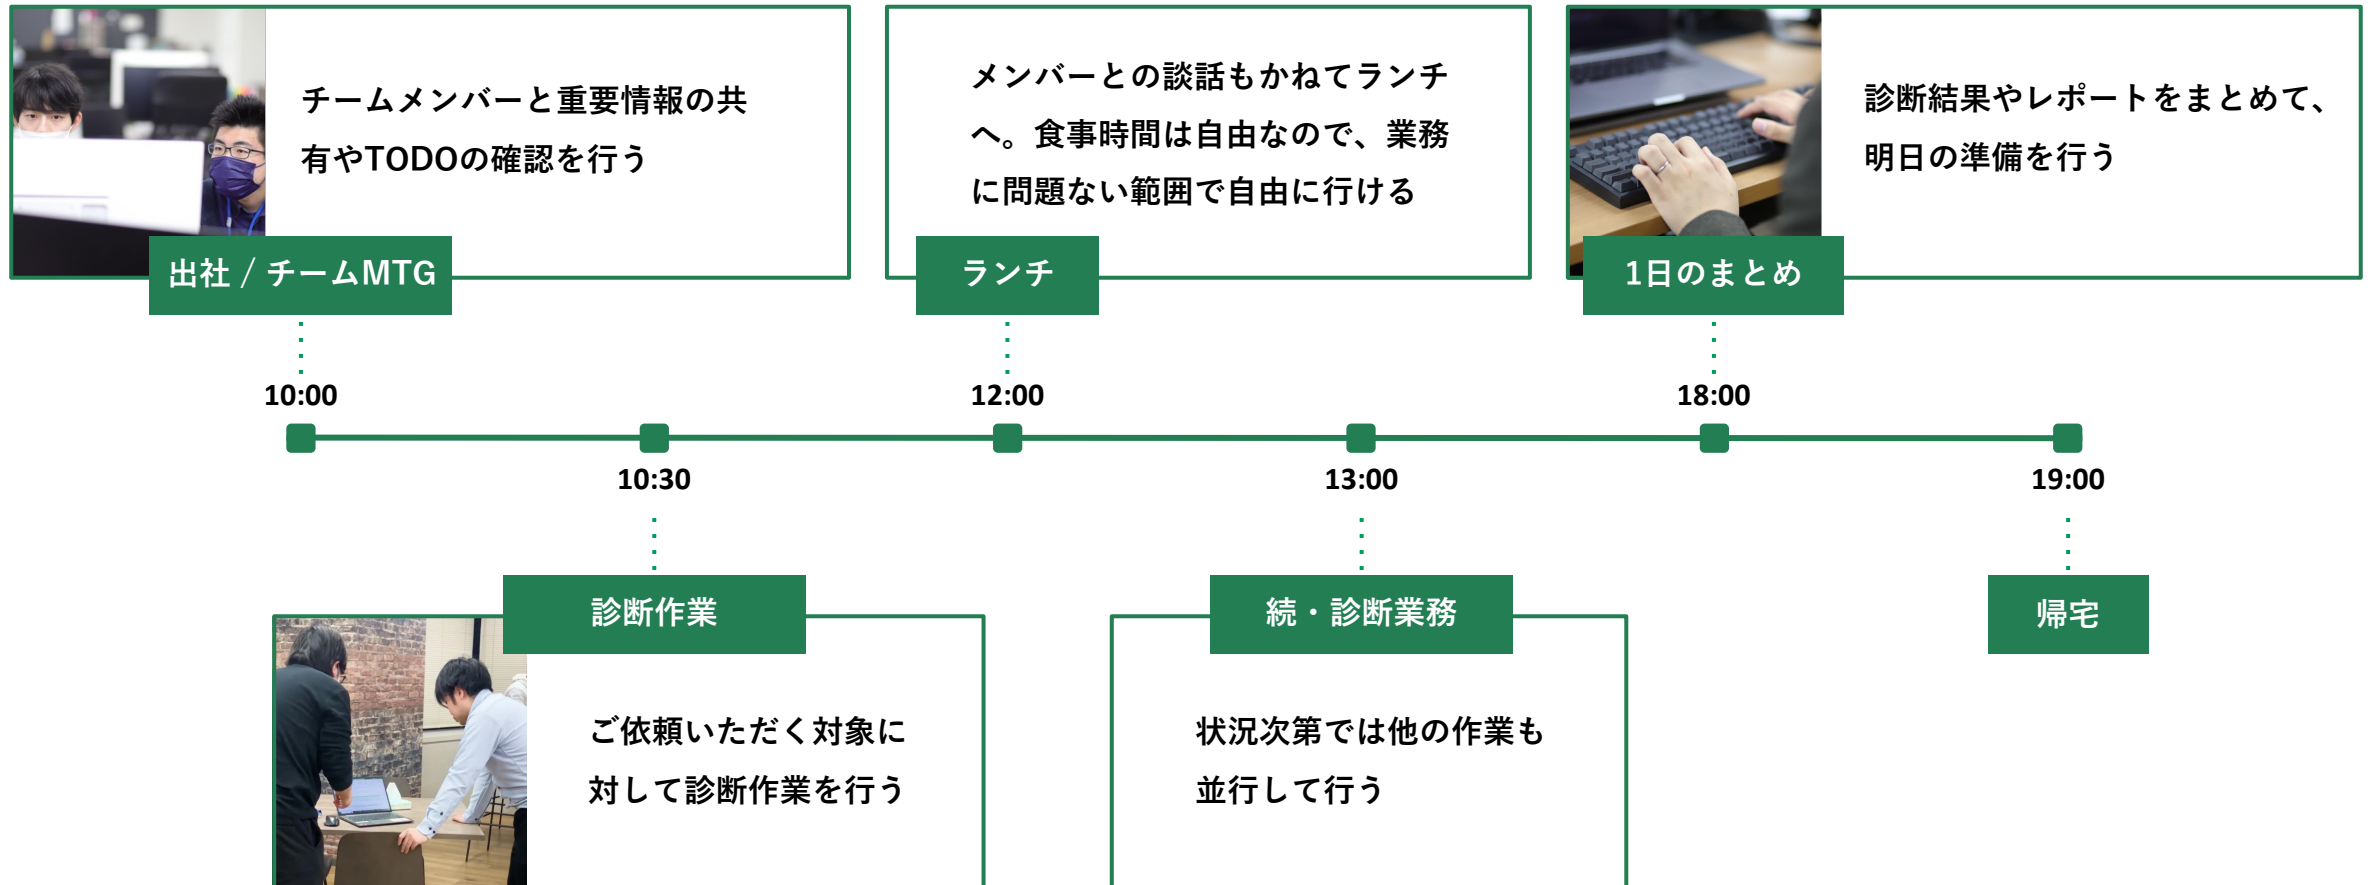 チームメンバーと重要情報の共
有やTODOの確認を行う
出社 / チームMTG
10:00
診断作業
10:30
ご依頼いただく対象に
対して診断作業を行う
メンバーとの談話もかねてランチ
へ。食事時間は自由なので、業務
に問題ない範囲で自由に行ける
ランチ
12:00
13:00
続・診断業務
状況次第では他の作業も
並行して行う
診断結果やレポートをまとめて、
明日の準備を行う
1日のまとめ
18:00
19:00
帰宅